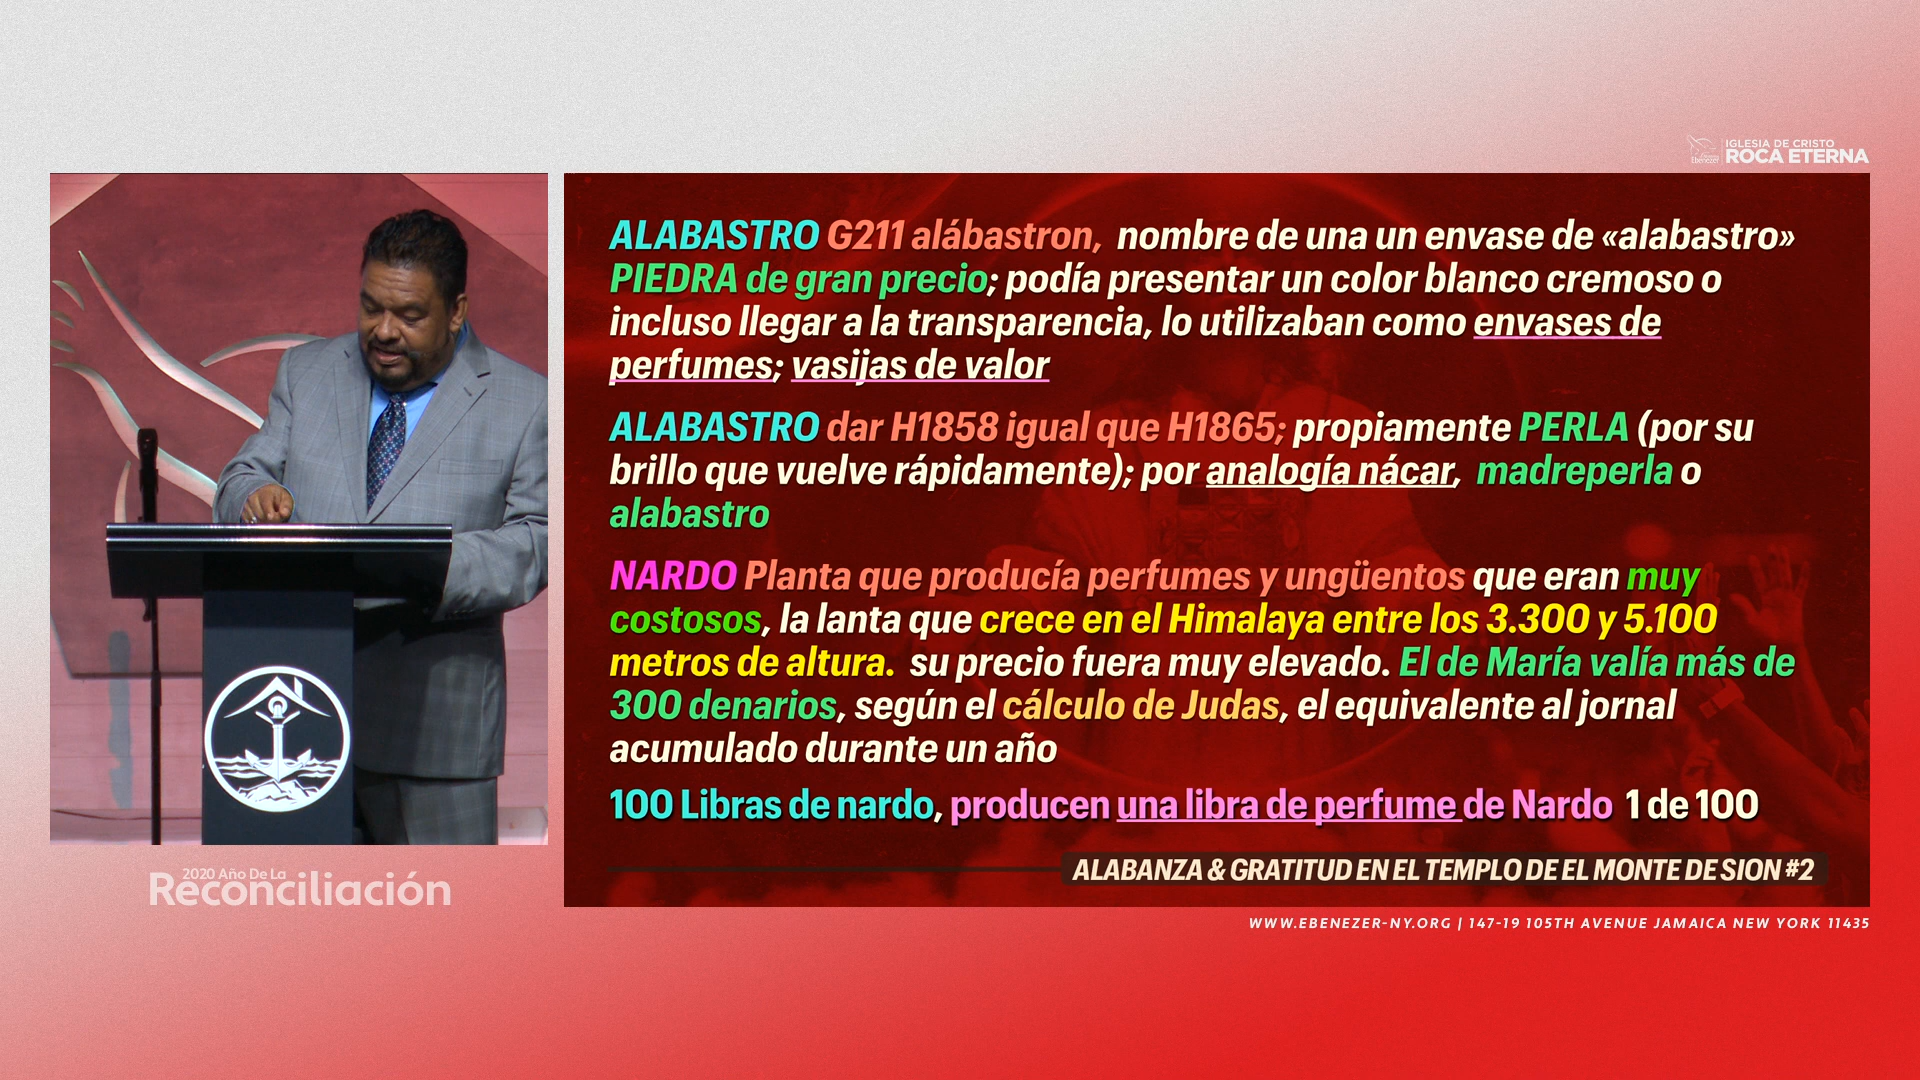 IGLESIA DE CRISTO
Ebenezer ROCA ETERNA
ALABASTRO G211 alábastron, nombre de una un envase de «alabastro»
PIEDRA de gran precio; podía presentar un color blanco cremoso o
incluso llegar a la transparencia, lo utilizaban como envases de
perfumes; vasijas de valor
ALABASTRO dar H1858 igual que H1865; propiamente PERLA (por su
brillo que vuelve rápidamente); por analogía nácar, madreperla o
alabastro
NARDO Planta que producía perfumes y ungüentos que eran muy
costosos, la lanta que crece en el Himalaya entre los 3.300 y 5.100
metros de altura. su precio fuera muy elevado. El de María valía más de
300 denarios, según el cálculo de Judas, el equivalente al jornal
acumulado durante un año
100 Libras de nardo, producen una libra de perfume de Nardo 1 de 100
ALABANZA & GRATITUD EN EL TEMPLO DE EL MONTE DE SION #2
2020 Año De La
Reconciliación
WWW.EBENEZER-NY.ORG | 147-19 105TH AVENUE JAMAICA NEW YORK 11435